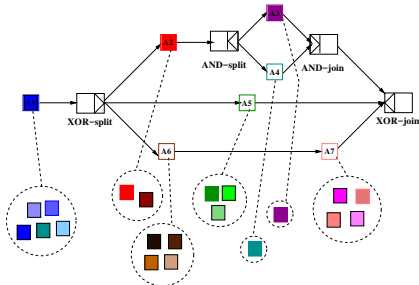 A3
A2
AND-split
A4
AND-join
A1
A5
XOR-split
XOR-join
A6
A7